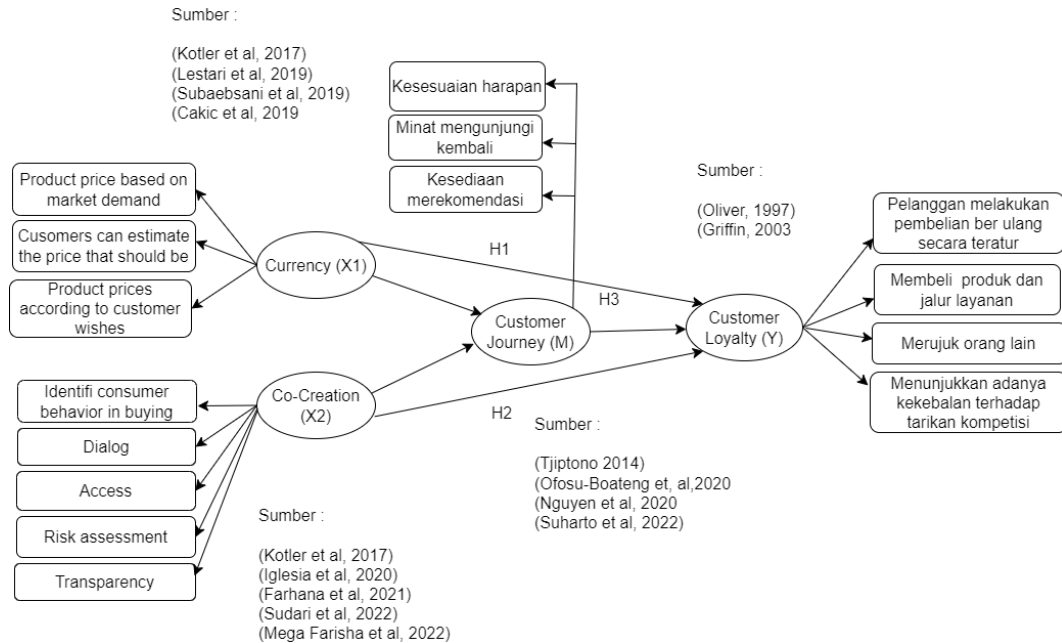 Sumber :
(Kotler et al, 2017)
(Lestari et al, 2019)
(Subaebsani et al, 2019)
(Cakic et al, 2019
Kesesuaian harapan
Minat mengunjungi
kembali
Kesediaan
merekomendasi
Product price based on
market demand
Cusomers can estimate
the price that should be
Product prices
according to customer
wishes
Currency (X1)
H1
Customer
Journey (M)
H3
Sumber :
(Oliver, 1997)
(Griffin, 2003
Customer
Loyalty (Y)
Pelanggan melakukan
pembelian ber ulang
secara teratur
Membeli produk dan
jalur layanan
Merujuk orang lain
Menunjukkan adanya
kekebalan terhadap
tarikan kompetisi
Identifi consumer
behavior in buying
Dialog
Access
Risk assessment
Transparency
Co-Creation
(X2)
H2
Sumber :
(Kotler et al, 2017)
(Iglesia et al, 2020)
(Farhana et al, 2021)
(Sudari et al, 2022)
(Mega Farisha et al, 2022)
Sumber :
(Tjiptono 2014)
(Ofosu-Boateng et, al,2020
(Nguyen et al, 2020
(Suharto et al, 2022)